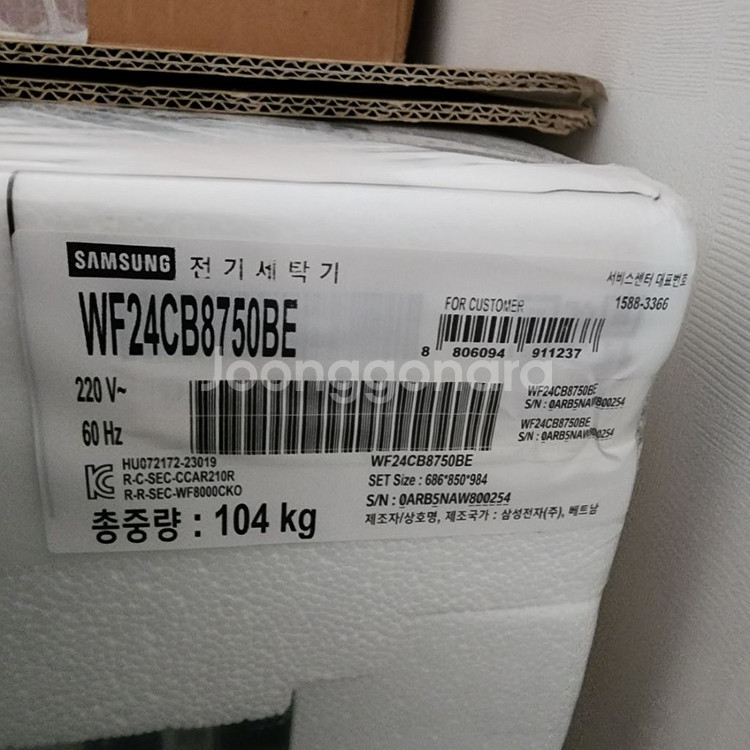 SAMSUNG 전기세탁기
서비스센터 대표번호
1588-3366
WF24CB8750BE
FOR CUSTOMER
8 806094 911237
Joonggonara
220 V~
60 Hz
WF24CB8750BE
S/N : 0ARB5NAW800254
WF24CB8750BE
S/N : 0ARB5NAW800254
HU072172-23019
R-C-SEC-CCAR210R
R-R-SEC-WF8000CKO
WF24CB8750BE
SET Size : 686*850*984
S/N : 0ARB5NAW800254
총중량 : 104 kg
제조자/상호명, 제조국가 : 삼성전자(주), 베트남